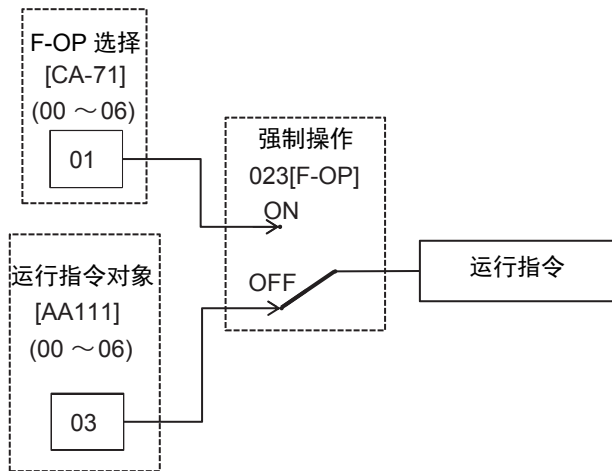 F-OP 选择
[CA-71]
(00 ～06)
01
强制操作
023[F-OP]
ON
OFF
运行指令
运行指令对象
[AA111]
(00 ～06)
03